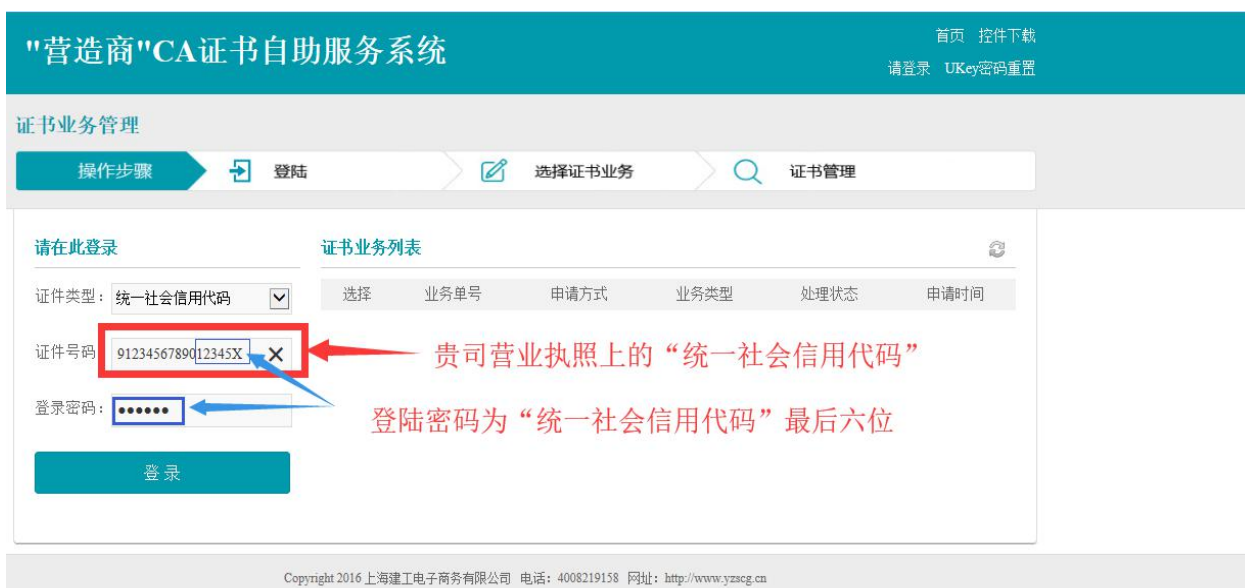 "营造商"CA证书自助服务系统
首页 控件下载
请登录 UKey密码重置
证书业务管理
操作步骤 登陆 选择证书业务 证书管理
请在此登录
证书业务列表
证件类型： 统一社会信用代码
选择 业务单号 申请方式 业务类型 处理状态 申请时间
证件号码 9123456789012345X
贵司营业执照上的“统一社会信用代码”
登录密码： ●●●●●●
登陆密码为“统一社会信用代码”最后六位
登 录
Copyright 2016 上海建工电子商务有限公司 电话：4008219158 网址：http://www.yzscg.cn